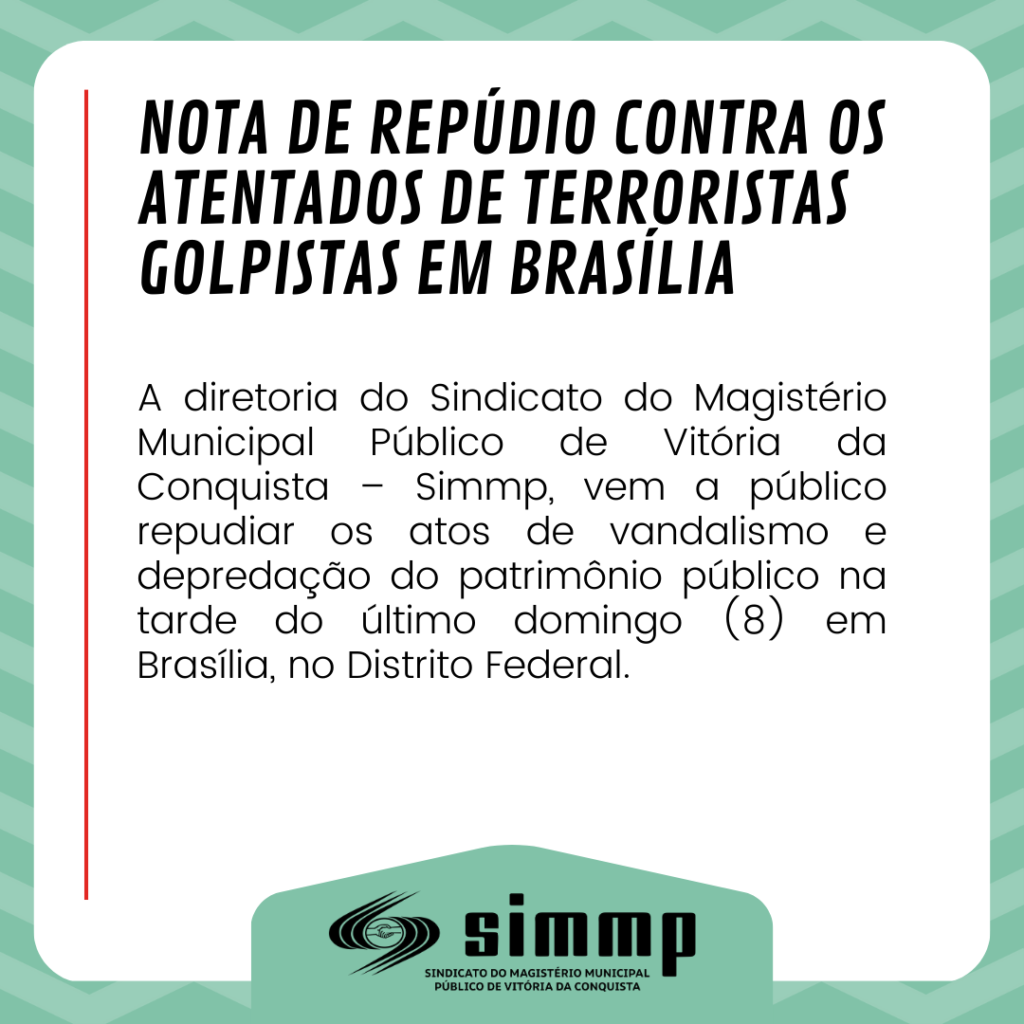 NOTA DE REPÚDIO CONTRA OS
ATENTADOS DE TERRORISTAS
GOLPISTAS EM BRASÍLIA
A diretoria do Sindicato do Magistério
Municipal Público de Vitória da
Conquista – Simmp, vem a público
repudiar os atos de vandalismo e
depredação do patrimônio público na
tarde do último domingo (8) em
Brasília, no Distrito Federal.
simmp
SINDICATO DO MAGISTÉRIO MUNICIPAL
PÚBLICO DE VITÓRIA DA CONQUISTA